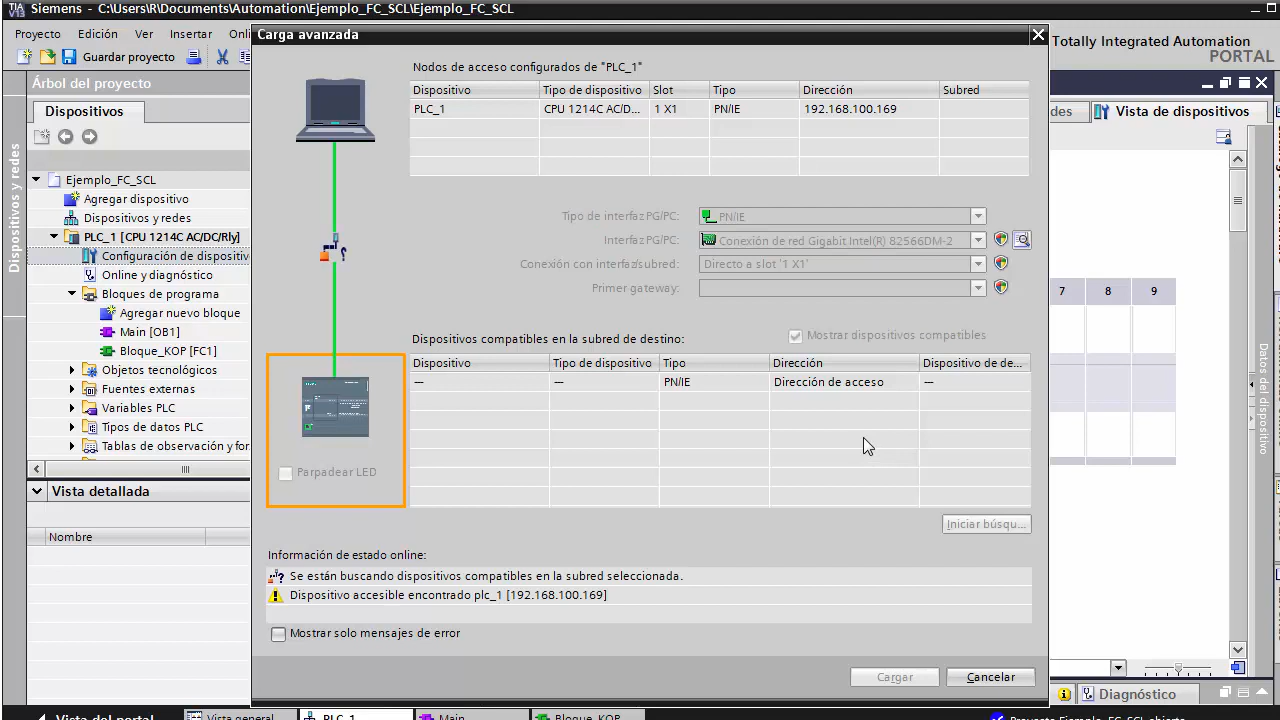 TIA V13 Siemens - C:\Users\R\Documents\Automation\Ejemplo_FC_SCL\Ejemplo_FC_SCL
Proyecto Edición Ver Insertar Onli
Guardar proyecto
Totally Integrated Automation
PORTAL
Árbol del proyecto
Dispositivos
Dispositivos y redes
Ejemplo_FC_SCL
Agregar dispositivo
Dispositivos y redes
PLC_1 [CPU 1214C AC/DC/Rly]
Configuración de dispositiv
Online y diagnóstico
Bloques de programa
Agregar nuevo bloque
Main [OB1]
Bloque_KOP [FC1]
Objetos tecnológicos
Fuentes externas
Variables PLC
Tipos de datos PLC
Tablas de observación y for
Vista detallada
Nombre
Carga avanzada
Nodos de acceso configurados de "PLC_1"
Dispositivo Tipo de dispositivo Slot Tipo Dirección Subred
PLC_1 CPU 1214C AC/D... 1 X1 PN/IE 192.168.100.169
Tipo de interfaz PG/PC: PN/IE
Interfaz PG/PC: Conexión de red Gigabit Intel(R) 82566DM-2
Conexión con interfaz/subred: Directo a slot '1 X1'
Primer gateway:
Dispositivos compatibles en la subred de destino:
Mostrar dispositivos compatibles
Dispositivo Tipo de dispositivo Tipo Dirección Dispositivo de de...
— — PN/IE Dirección de acceso —
Parpadear LED
Iniciar búsqu...
Información de estado online:
Se están buscando dispositivos compatibles en la subred seleccionada.
Dispositivo accesible encontrado plc_1 [192.168.100.169]
Mostrar solo mensajes de error
Cargar Cancelar
des Vista de dispositivos
7 8 9
Datos del dispositivo
Diagnóstico
Vista del portal Vista general PLC_1 Main Bloque_KOP Proyecto Ejemplo_FC_SCL abierto